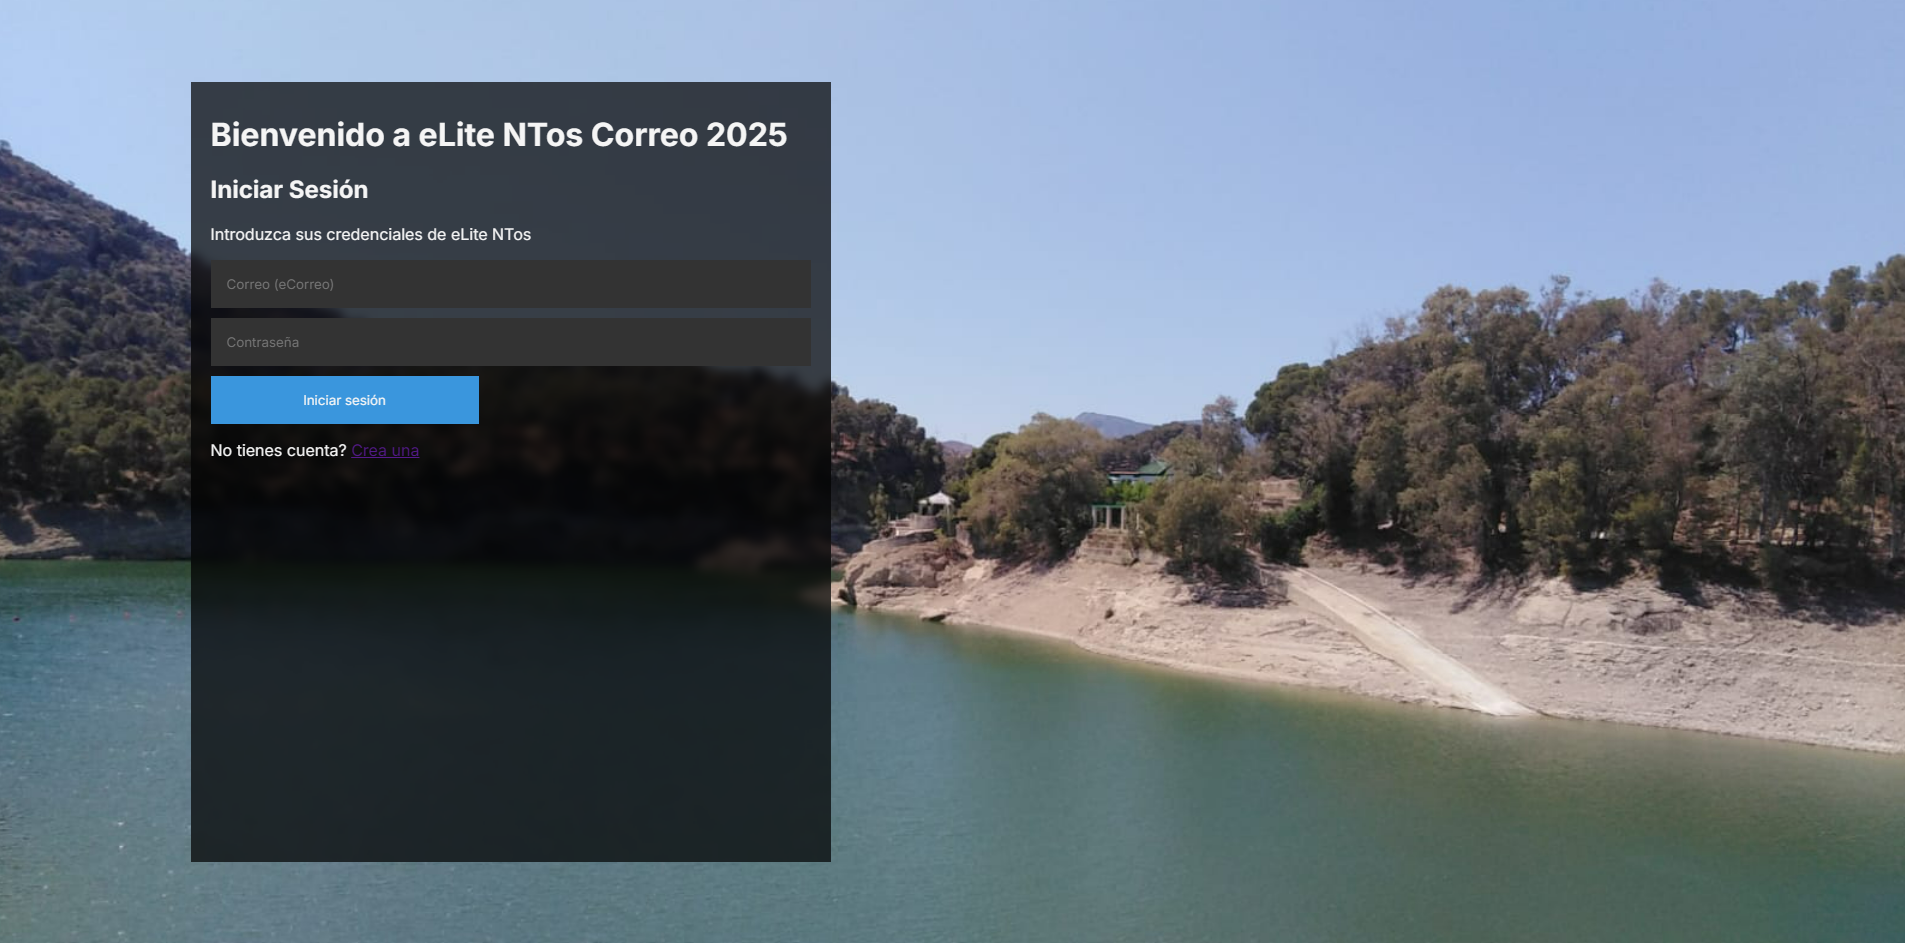 Bienvenido a eLite NTos Correo 2025
Iniciar Sesión
Introduzca sus credenciales de eLite NTos
Correo (eCorreo)
Contraseña
Iniciar sesión
No tienes cuenta? Crea una